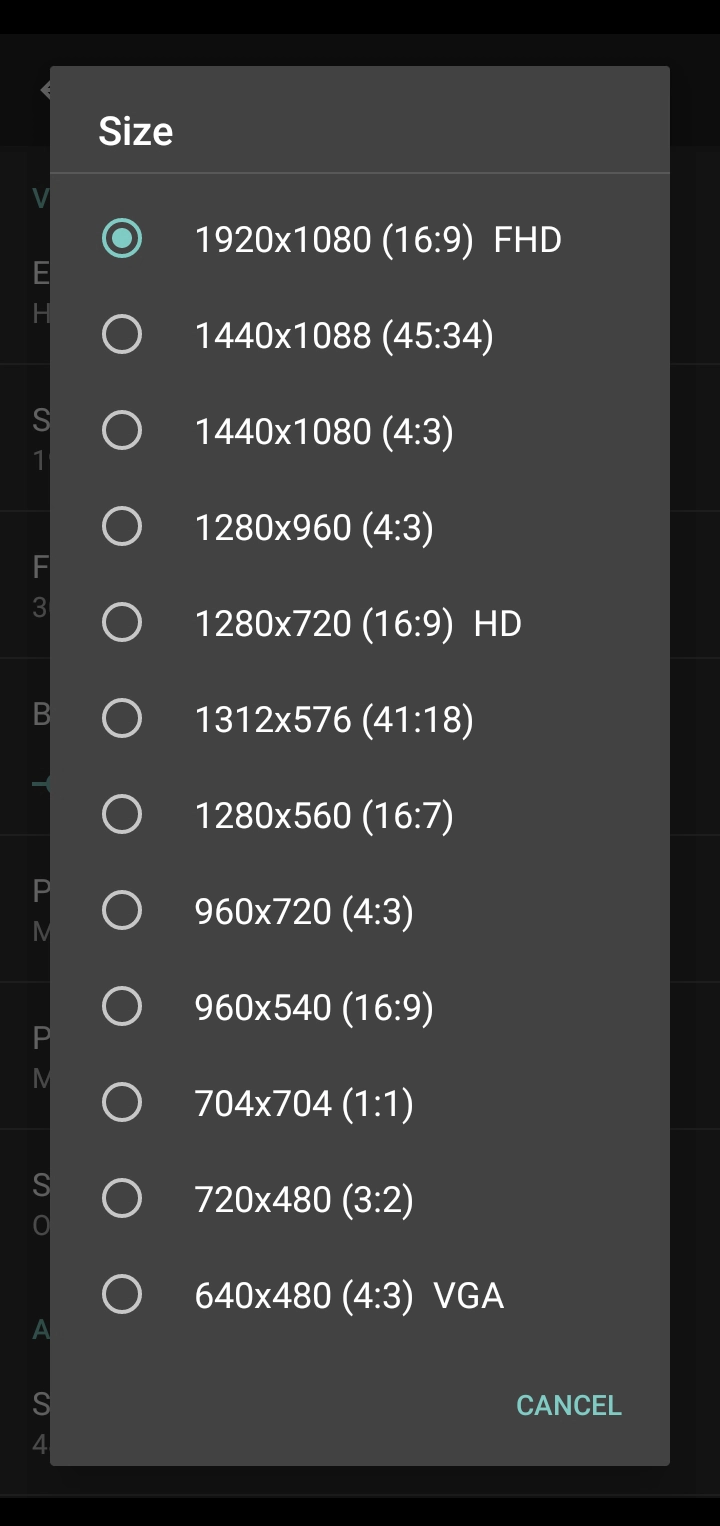 Size
1920x1080 (16:9)  FHD
1440x1088 (45:34)
1440x1080 (4:3)
1280x960 (4:3)
1280x720 (16:9)  HD
1312x576 (41:18)
1280x560 (16:7)
960x720 (4:3)
960x540 (16:9)
704x704 (1:1)
720x480 (3:2)
640x480 (4:3)  VGA
CANCEL